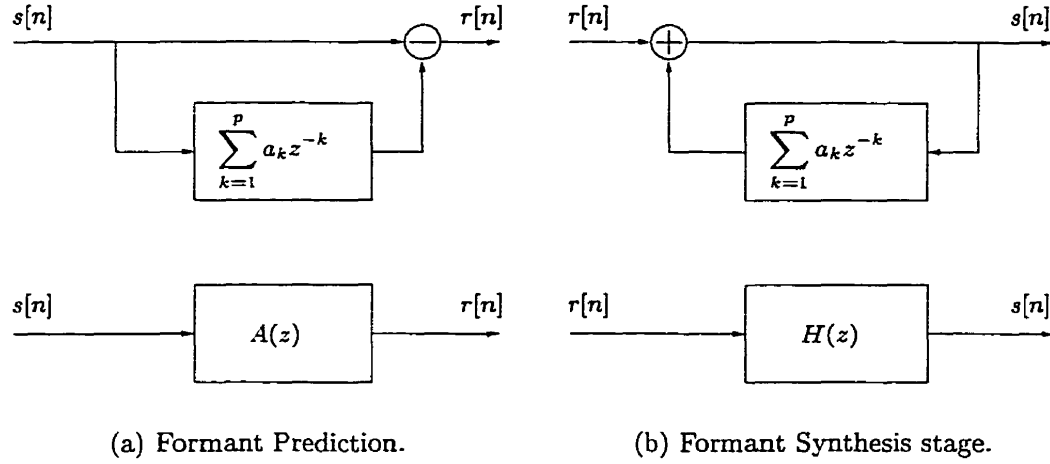 s[n] r[n] r[n] s[n]
− +
p p
∑ a_k z^{-k} ∑ a_k z^{-k}
k=1 k=1
s[n] r[n] r[n] s[n]
A(z) H(z)
(a) Formant Prediction. (b) Formant Synthesis stage.